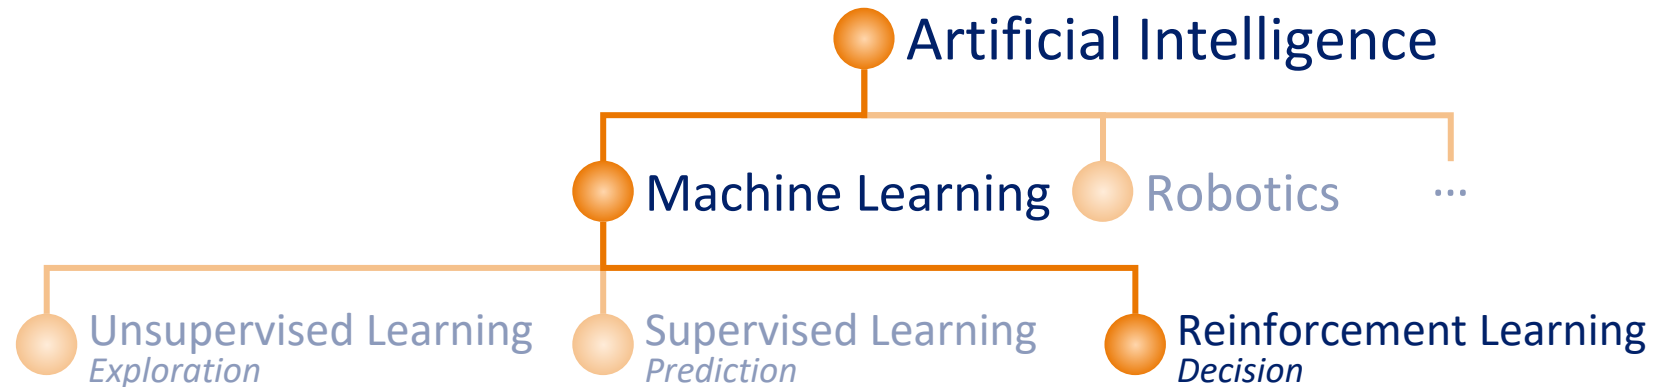 Artificial Intelligence
Machine Learning
Robotics
...
Unsupervised Learning
Exploration
Supervised Learning
Prediction
Reinforcement Learning
Decision